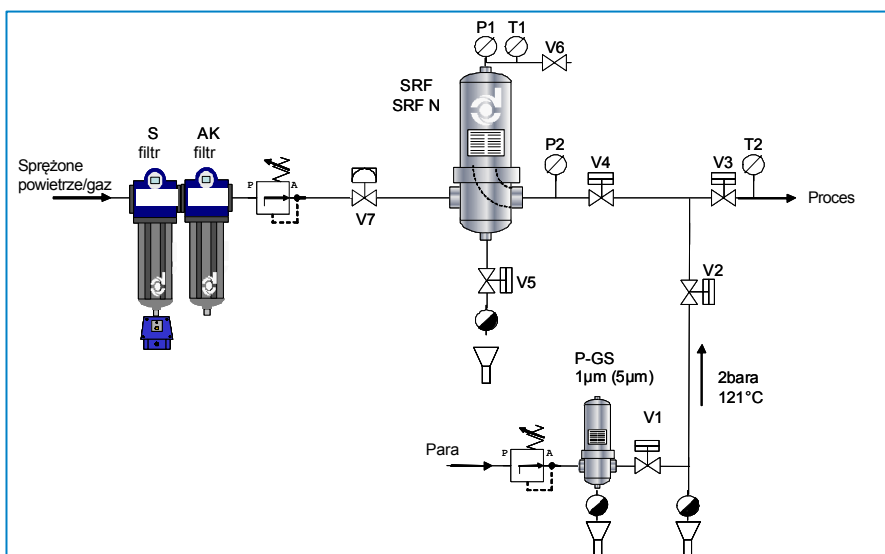 P1 T1
V6
SRF
SRF N
S
filtr
AK
filtr
Sprężone
powietrze/gaz
P A
V7
P2
V4
V3
T2
Proces
V5
V2
P-GS
1µm (5µm)
2bara
121°C
V1
Para
P A